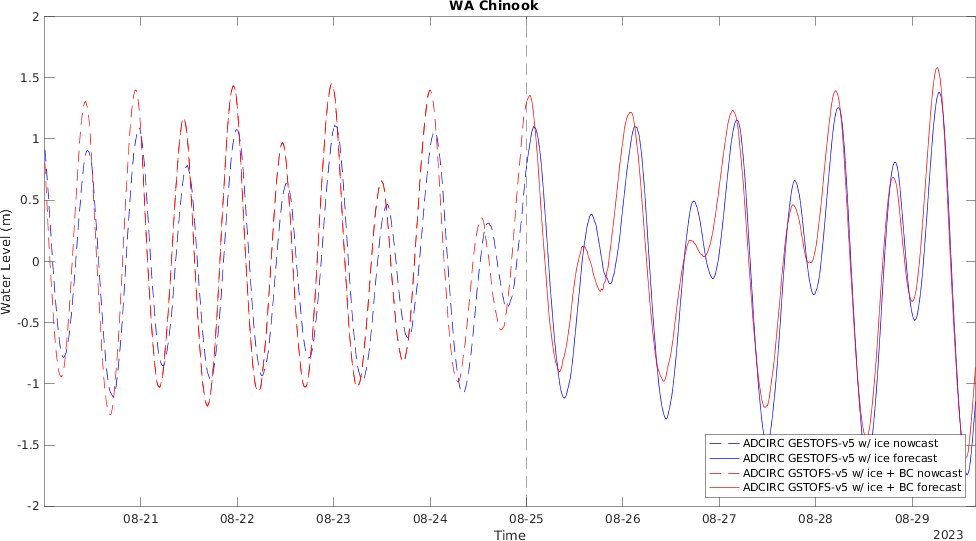 WA Chinook
2
1.5
1
0.5
0
-0.5
-1
-1.5
-2
Water Level (m)
08-21 08-22 08-23 08-24 08-25 08-26 08-27 08-28 08-29
Time
2023
ADCIRC GESTOFS-v5 w/ ice nowcast
ADCIRC GESTOFS-v5 w/ ice forecast
ADCIRC GSTOFS-v5 w/ ice + BC nowcast
ADCIRC GSTOFS-v5 w/ ice + BC forecast